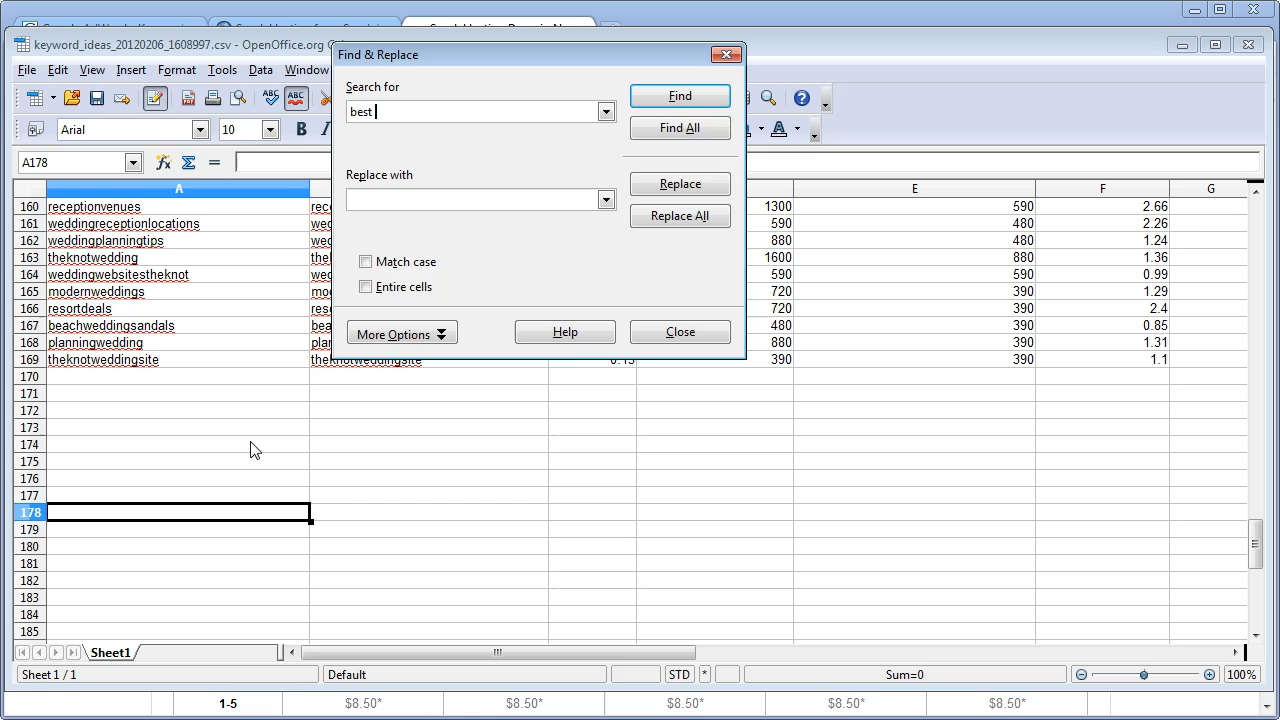 keyword_ideas_20120206_1608997.csv - OpenOffice.org
Find & Replace
File Edit View Insert Format Tools Data Window
Search for
best
Find
Find All
Replace with
Replace
Replace All
Match case
Entire cells
More Options
Help
Close
Arial
10
B I
A178
A E F G
160 receptionvenues 1300 590 2.66
161 weddingreceptionlocations 590 480 2.26
162 weddingplanningtips 880 480 1.24
163 theknotwedding 1600 880 1.36
164 weddingwebsitestheknot 590 590 0.99
165 modernweddings 720 390 1.29
166 resortdeals 720 390 2.4
167 beachweddingsandals 480 390 0.85
168 planningwedding 880 390 1.31
169 theknotweddingsite theknotweddingsite 390 390 1.1
170
171
172
173
174
175
176
177
178
179
180
181
182
183
184
185
Sheet1
Sheet 1 / 1 Default STD * Sum=0 100%
1-5 $8.50* $8.50* $8.50* $8.50* $8.50*